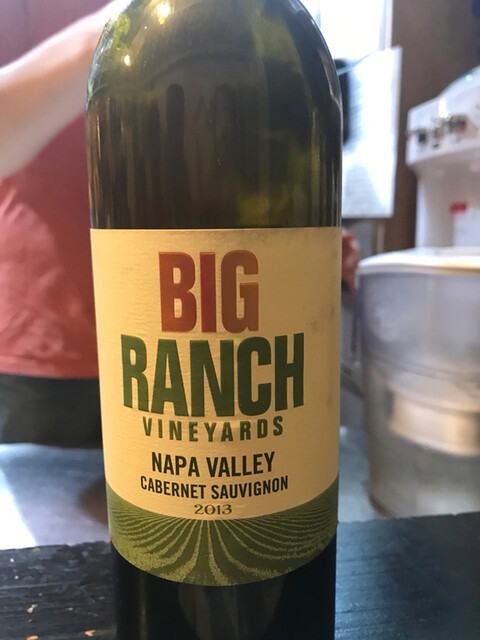 BIG
RANCH
VINEYARDS
NAPA VALLEY
CABERNET SAUVIGNON
2013